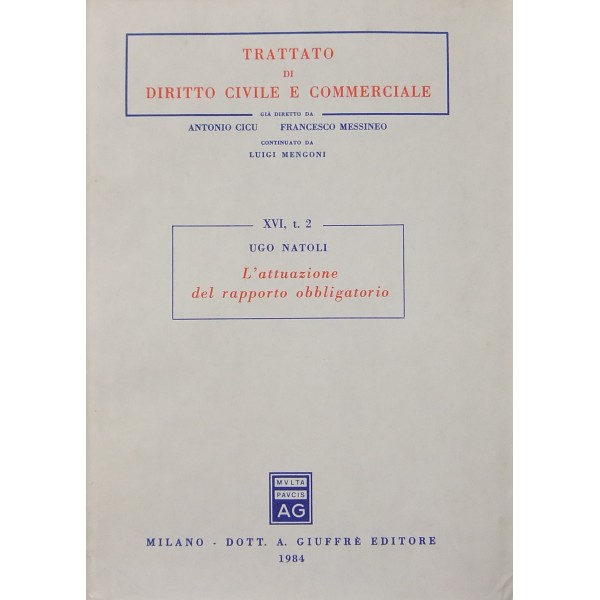 TRATTATO
DI
DIRITTO CIVILE E COMMERCIALE
GIÀ DIRETTO DA
ANTONIO CICU FRANCESCO MESSINEO
CONTINUATO DA
LUIGI MENGONI
XVI, t. 2
UGO NATOLI
L'attuazione
del rapporto obbligatorio
MVLTA
PAVCIS
AG
MILANO - DOTT. A. GIUFFRÈ EDITORE
1984